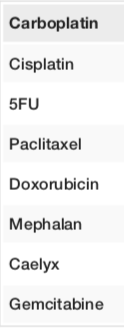 Carboplatin
Cisplatin
5FU
Paclitaxel
Doxorubicin
Mephalan
Caelyx
Gemcitabine